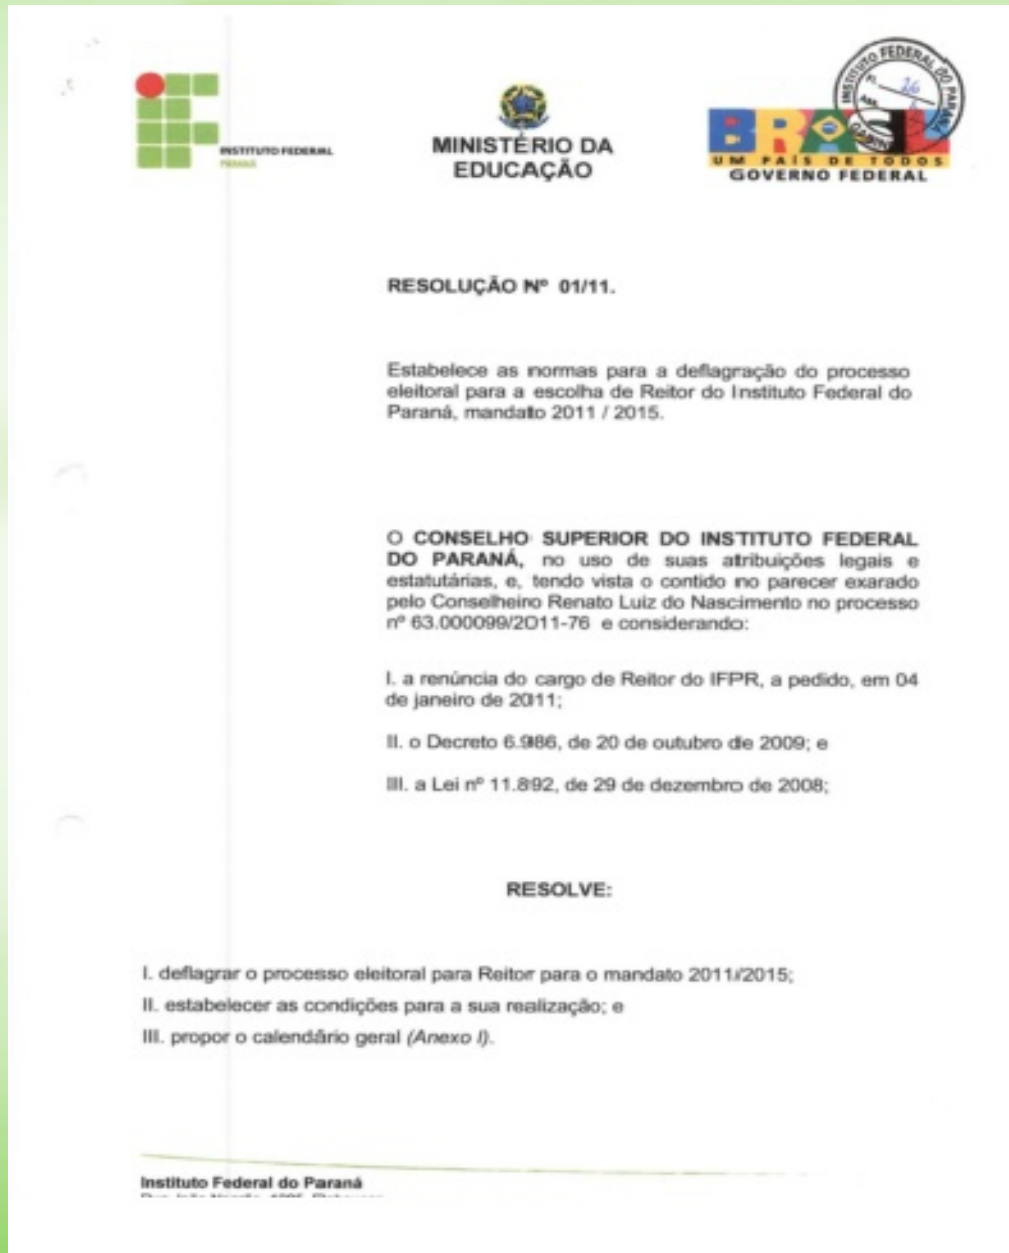 INSTITUTO FEDERAL
PARANÁ
MINISTÉRIO DA
EDUCAÇÃO
INSTITUTO FEDERAL DO PARANÁ
BRASIL
UM PAÍS DE TODOS
GOVERNO FEDERAL
RESOLUÇÃO Nº 01/11.
Estabelece as normas para a deflagração do processo
eleitoral para a escolha de Reitor do Instituto Federal do
Paraná, mandato 2011 / 2015.
O CONSELHO SUPERIOR DO INSTITUTO FEDERAL
DO PARANÁ, no uso de suas atribuições legais e
estatutárias, e, tendo vista o contido no parecer exarado
pelo Conselheiro Renato Luiz do Nascimento no processo
nº 63.000099/2011-76 e considerando:
I. a renúncia do cargo de Reitor do IFPR, a pedido, em 04
de janeiro de 2011;
II. o Decreto 6.986, de 20 de outubro de 2009; e
III. a Lei nº 11.892, de 29 de dezembro de 2008;
RESOLVE:
I. deflagrar o processo eleitoral para Reitor para o mandato 2011/2015;
II. estabelecer as condições para a sua realização; e
III. propor o calendário geral (Anexo I).
Instituto Federal do Paraná